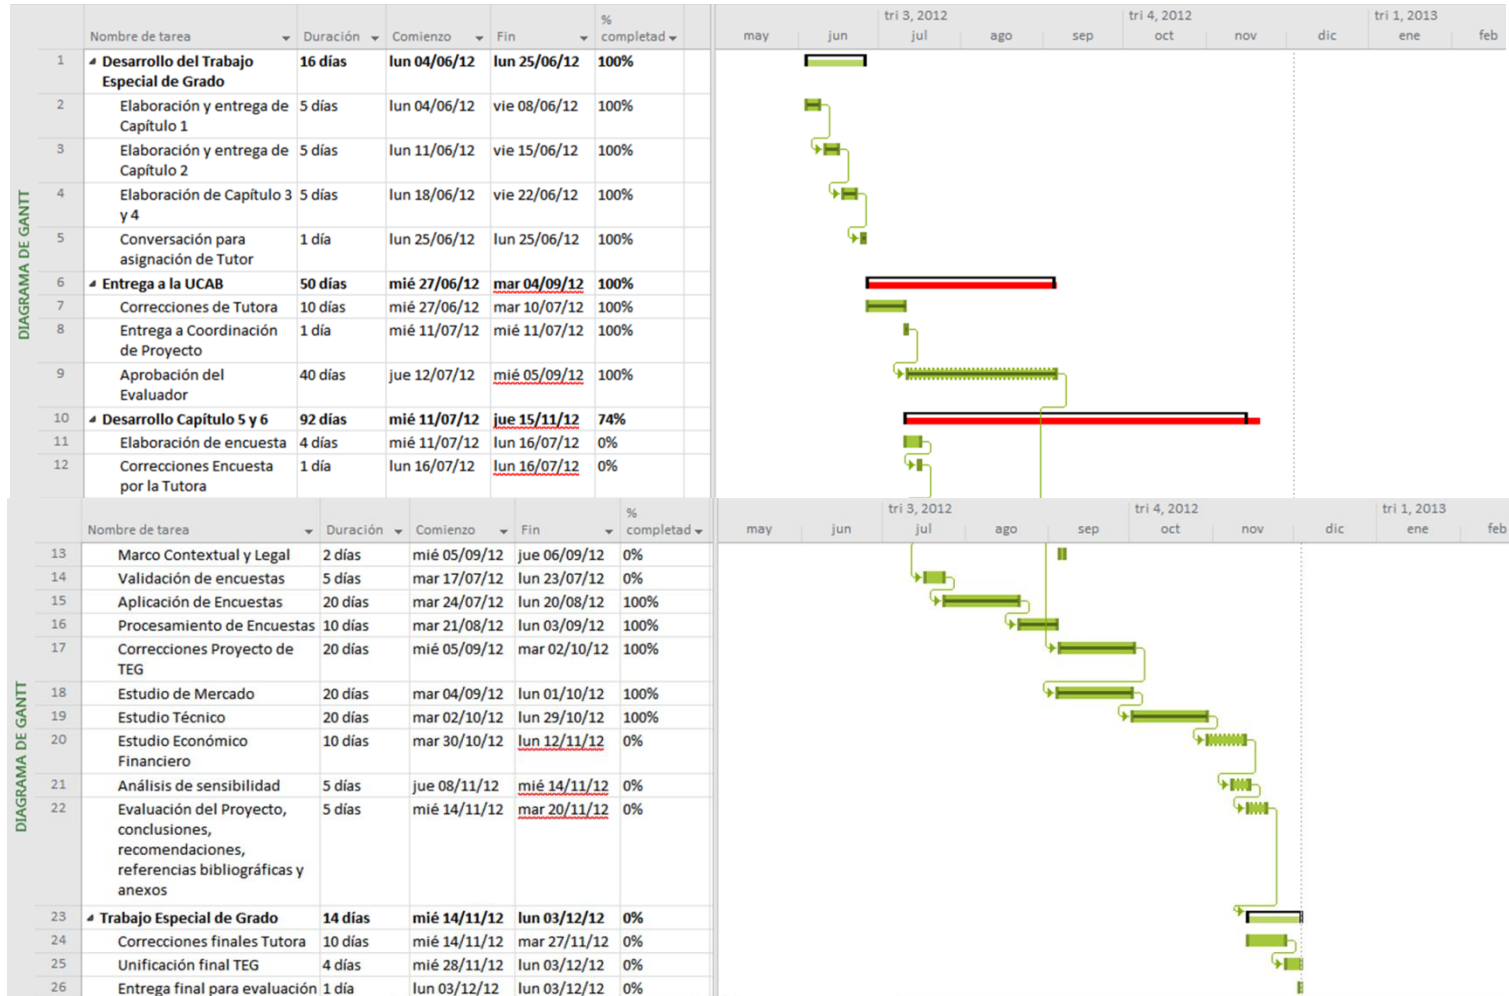 tri 3, 2012 tri 4, 2012 tri 1, 2013
%
Nombre de tarea Duración Comienzo Fin completad may jun jul ago sep oct nov dic ene feb
1 Desarrollo del Trabajo 16 días lun 04/06/12 lun 25/06/12 100%
Especial de Grado
2 Elaboración y entrega de 5 días lun 04/06/12 vie 08/06/12 100%
Capítulo 1
3 Elaboración y entrega de 5 días lun 11/06/12 vie 15/06/12 100%
Capítulo 2
4 Elaboración de Capítulo 3 5 días lun 18/06/12 vie 22/06/12 100%
y 4
5 Conversación para 1 día lun 25/06/12 lun 25/06/12 100%
asignación de Tutor
DIAGRAMA DE GANTT
6 Entrega a la UCAB 50 días mié 27/06/12 mar 04/09/12 100%
7 Correcciones de Tutora 10 días mié 27/06/12 mar 10/07/12 100%
8 Entrega a Coordinación 1 día mié 11/07/12 mié 11/07/12 100%
de Proyecto
9 Aprobación del 40 días jue 12/07/12 mié 05/09/12 100%
Evaluador
10 Desarrollo Capítulo 5 y 6 92 días mié 11/07/12 jue 15/11/12 74%
11 Elaboración de encuesta 4 días mié 11/07/12 lun 16/07/12 0%
12 Correcciones Encuesta 1 día lun 16/07/12 lun 16/07/12 0%
por la Tutora
tri 3, 2012 tri 4, 2012 tri 1, 2013
%
Nombre de tarea Duración Comienzo Fin completad may jun jul ago sep oct nov dic ene feb
13 Marco Contextual y Legal 2 días mié 05/09/12 jue 06/09/12 0%
14 Validación de encuestas 5 días mar 17/07/12 lun 23/07/12 0%
15 Aplicación de Encuestas 20 días mar 24/07/12 lun 20/08/12 100%
16 Procesamiento de Encuestas 10 días mar 21/08/12 lun 03/09/12 100%
17 Correcciones Proyecto de 20 días mié 05/09/12 mar 02/10/12 100%
TEG
18 Estudio de Mercado 20 días mar 04/09/12 lun 01/10/12 100%
19 Estudio Técnico 20 días mar 02/10/12 lun 29/10/12 100%
20 Estudio Económico 10 días mar 30/10/12 lun 12/11/12 0%
Financiero
DIAGRAMA DE GANTT
21 Análisis de sensibilidad 5 días jue 08/11/12 mié 14/11/12 0%
22 Evaluación del Proyecto, 5 días mié 14/11/12 mar 20/11/12 0%
conclusiones,
recomendaciones,
referencias bibliográficas y
anexos
23 Trabajo Especial de Grado 14 días mié 14/11/12 lun 03/12/12 0%
24 Correcciones finales Tutora 10 días mié 14/11/12 mar 27/11/12 0%
25 Unificación final TEG 4 días mié 28/11/12 lun 03/12/12 0%
26 Entrega final para evaluación 1 día lun 03/12/12 lun 03/12/12 0%